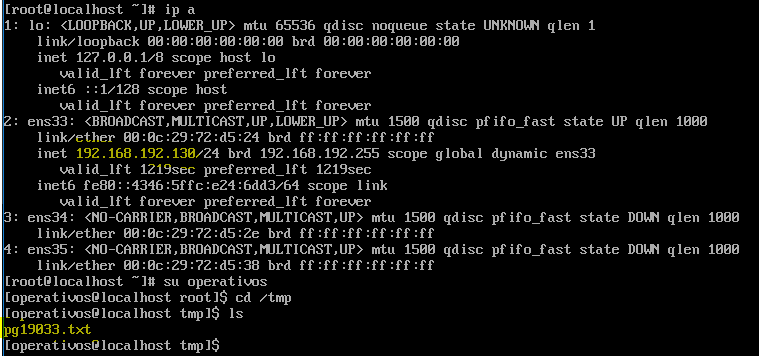 [root@localhost ~]# ip a
1: lo: <LOOPBACK,UP,LOWER_UP> mtu 65536 qdisc noqueue state UNKNOWN qlen 1
    link/loopback 00:00:00:00:00:00 brd 00:00:00:00:00:00
    inet 127.0.0.1/8 scope host lo
       valid_lft forever preferred_lft forever
    inet6 ::1/128 scope host
       valid_lft forever preferred_lft forever
2: ens33: <BROADCAST,MULTICAST,UP,LOWER_UP> mtu 1500 qdisc pfifo_fast state UP qlen 1000
    link/ether 00:0c:29:72:d5:24 brd ff:ff:ff:ff:ff:ff
    inet 192.168.192.130/24 brd 192.168.192.255 scope global dynamic ens33
       valid_lft 1219sec preferred_lft 1219sec
    inet6 fe80::4346:5ffc:e24:6dd3/64 scope link
       valid_lft forever preferred_lft forever
3: ens34: <NO-CARRIER,BROADCAST,MULTICAST,UP> mtu 1500 qdisc pfifo_fast state DOWN qlen 1000
    link/ether 00:0c:29:72:d5:2e brd ff:ff:ff:ff:ff:ff
4: ens35: <NO-CARRIER,BROADCAST,MULTICAST,UP> mtu 1500 qdisc pfifo_fast state DOWN qlen 1000
    link/ether 00:0c:29:72:d5:38 brd ff:ff:ff:ff:ff:ff
[root@localhost ~]# su operativos
[operativos@localhost root]$ cd /tmp
[operativos@localhost tmp]$ ls
pg19033.txt
[operativos@localhost tmp]$